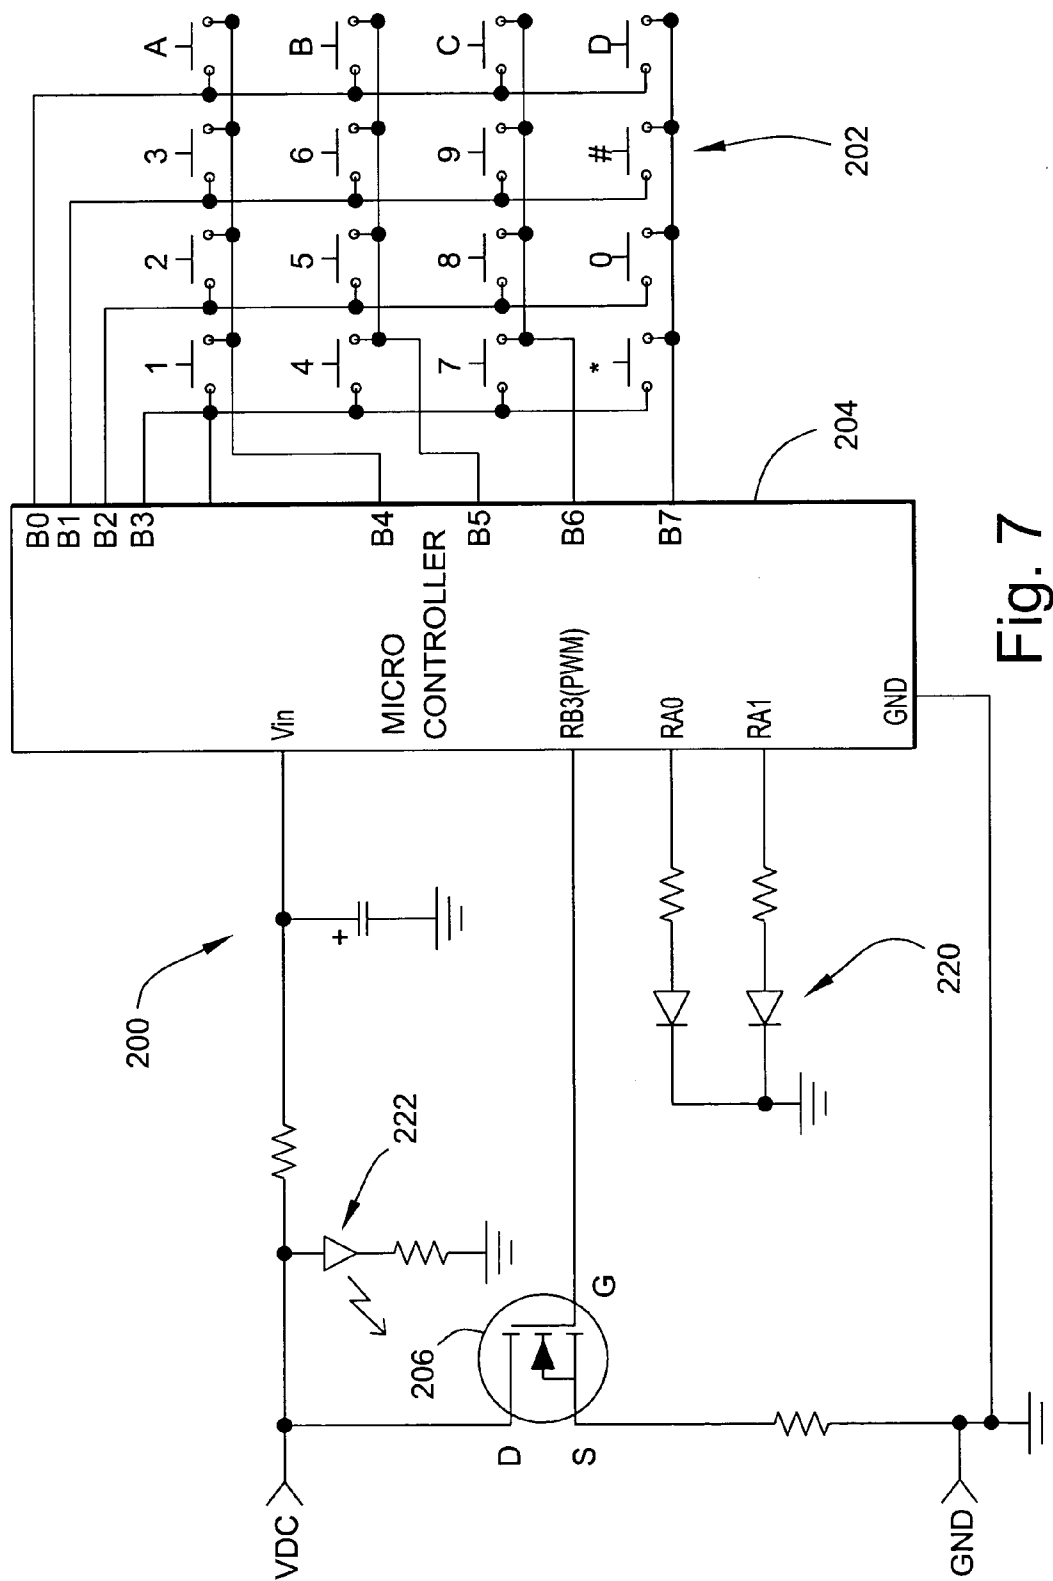 A
B
C
D
3
6
9
#
2
5
8
0
1
4
7
*
202
204
B0
B1
B2
B3
B4
B5
B6
B7
MICRO
CONTROLLER
Vin
RB3(PWM)
RA0
RA1
GND
200
+
220
222
206
G
D
S
VDC
GND
Fig. 7